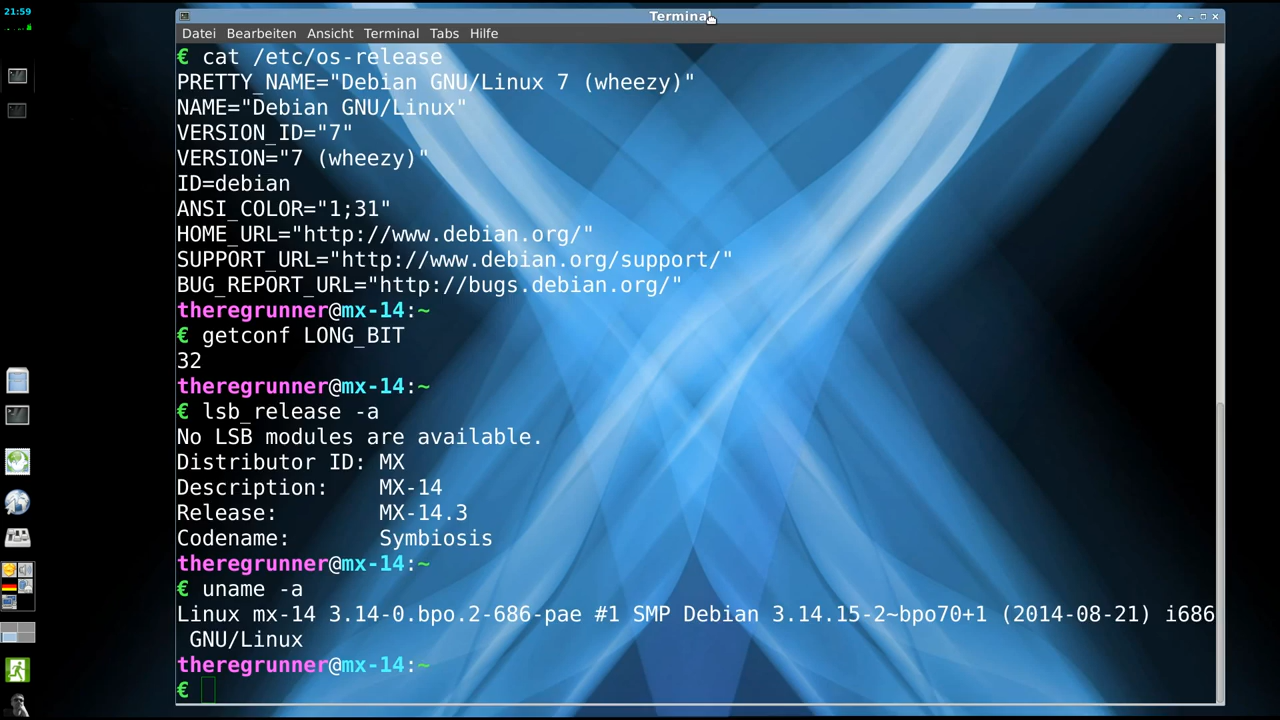 21:59
Terminal
Datei Bearbeiten Ansicht Terminal Tabs Hilfe
€ cat /etc/os-release
PRETTY_NAME="Debian GNU/Linux 7 (wheezy)"
NAME="Debian GNU/Linux"
VERSION_ID="7"
VERSION="7 (wheezy)"
ID=debian
ANSI_COLOR="1;31"
HOME_URL="http://www.debian.org/"
SUPPORT_URL="http://www.debian.org/support/"
BUG_REPORT_URL="http://bugs.debian.org/"
theregrunner@mx-14:~
€ getconf LONG_BIT
32
theregrunner@mx-14:~
€ lsb_release -a
No LSB modules are available.
Distributor ID: MX
Description:    MX-14
Release:        MX-14.3
Codename:       Symbiosis
theregrunner@mx-14:~
€ uname -a
Linux mx-14 3.14-0.bpo.2-686-pae #1 SMP Debian 3.14.15-2~bpo70+1 (2014-08-21) i686
 GNU/Linux
theregrunner@mx-14:~
€